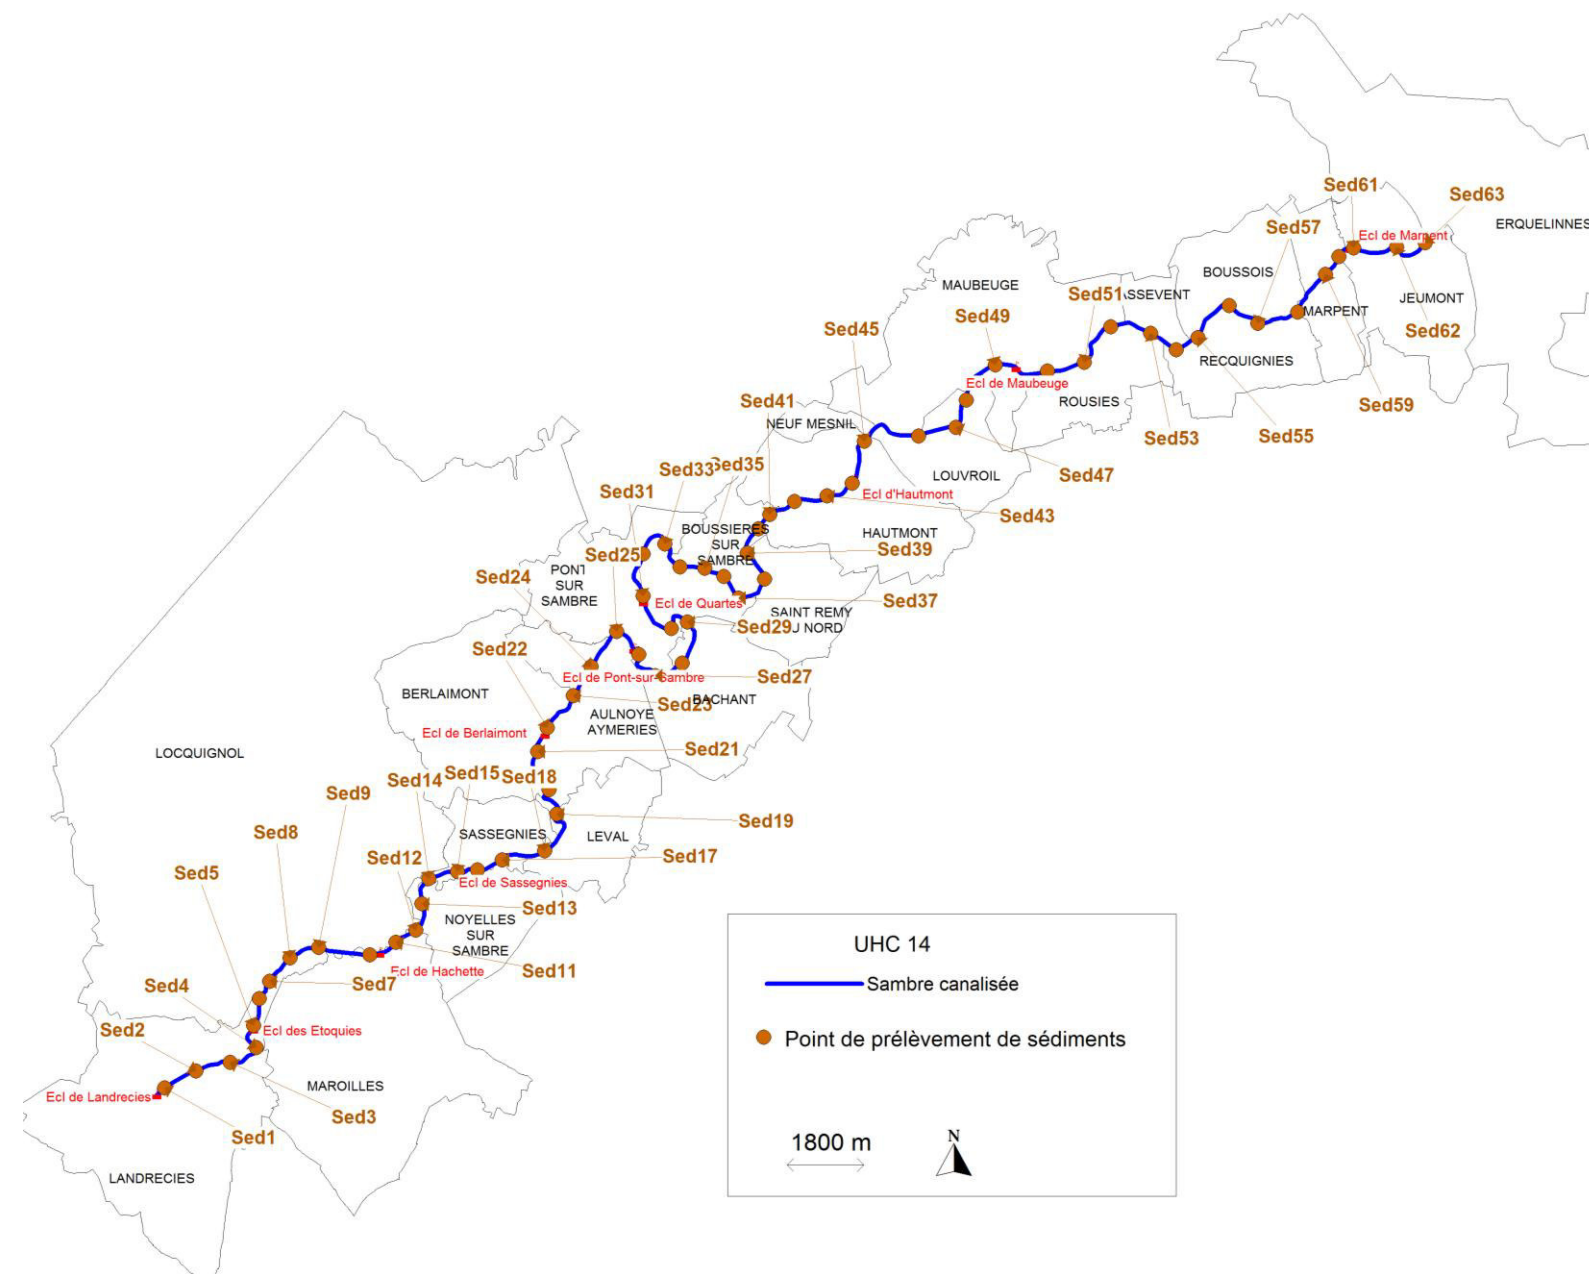 Sed61
Sed63
ERQUELINNES
Sed57
Ecl de Marpent
BOUSSOIS
MAUBEUGE
Sed51
ASSEVENT
JEUMONT
MARPENT
Sed49
Sed45
Sed62
RECQUIGNIES
Ecl de Maubeuge
ROUSIES
Sed41
Sed59
NEUF MESNIL
Sed53
Sed55
Sed33
Sed35
LOUVROIL
Sed47
Sed31
Ecl d'Hautmont
Sed43
BOUSSIERES
SUR
SAMBRE
HAUTMONT
Sed39
Sed25
Sed24
PONT
SUR
SAMBRE
Ecl de Quartes
Sed37
SAINT REMY
DU NORD
Sed29
Sed22
Ecl de Pont-sur-Sambre
Sed27
BERLAIMONT
Sed23
BACHANT
AULNOYE
AYMERIES
Ecl de Berlaimont
Sed21
LOCQUIGNOL
Sed14
Sed15
Sed18
Sed9
Sed19
Sed8
SASSEGNIES
LEVAL
Sed12
Sed17
Sed5
Ecl de Sassegnies
Sed13
NOYELLES
SUR
SAMBRE
Ecl de Hachette
Sed11
Sed4
Sed7
Sed2
Ecl des Etoquies
MAROILLES
Ecl de Landrecies
Sed3
Sed1
LANDRECIES
UHC 14
Sambre canalisée
Point de prélèvement de sédiments
1800 m
N